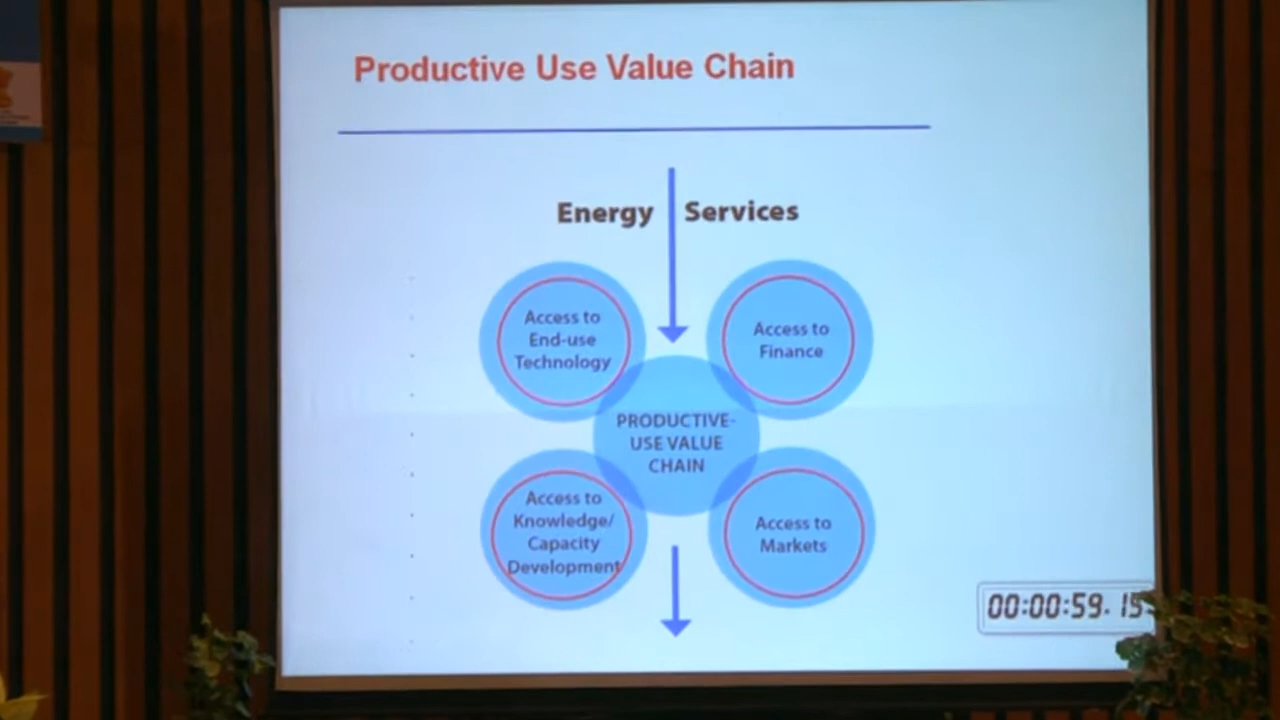 Productive Use Value Chain
Energy Services
Access to
End-use
Technology
Access to
Finance
PRODUCTIVE-
USE VALUE
CHAIN
Access to
Knowledge/
Capacity
Development
Access to
Markets
00:00:59.15